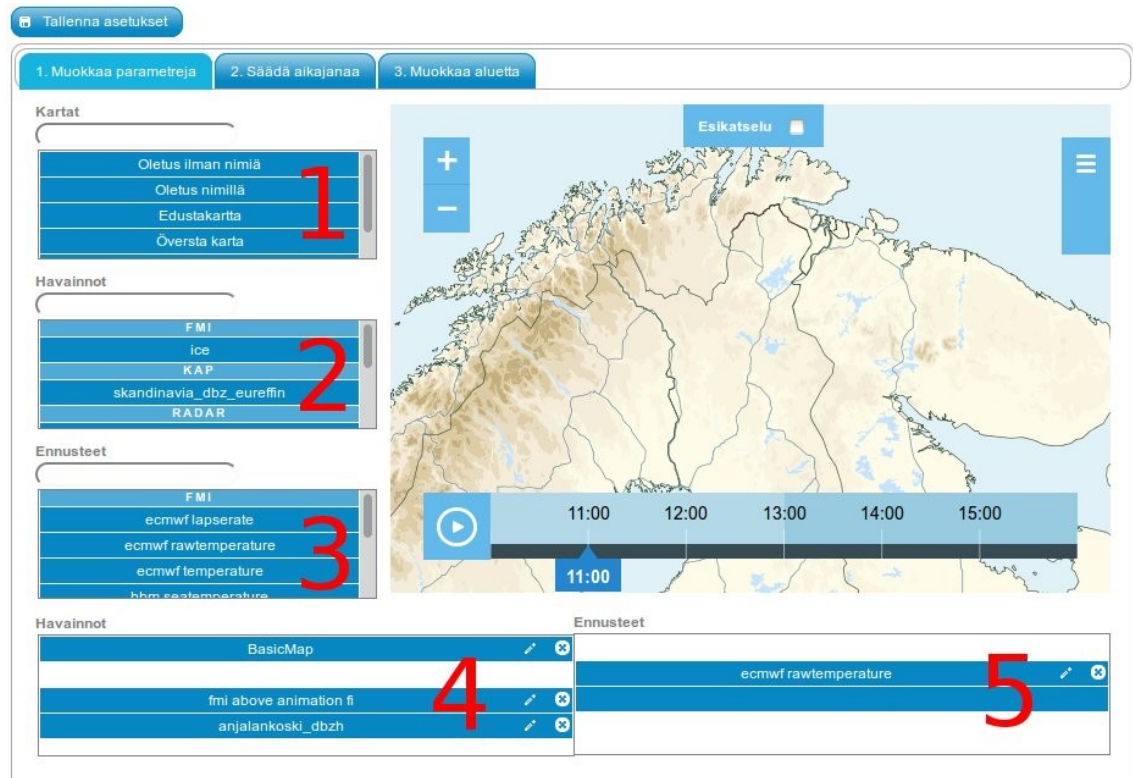 Tallenna asetukset
1. Muokkaa parametreja
2. Säädä aikajanaa
3. Muokkaa aluetta
Kartat
Oletus ilman nimiä
Oletus nimillä
Edustakartta
Översta karta
1
Havainnot
FMI
ice
KAP
skandinavia_dbz_eureffin
RADAR
2
Ennusteet
FMI
ecmwf lapserate
ecmwf rawtemperature
ecmwf temperature
hbm seatemperature
3
Esikatselu
+
−
11:00 12:00 13:00 14:00 15:00
11:00
Havainnot
BasicMap
fmi above animation fi
anjalankoski_dbzh
4
Ennusteet
ecmwf rawtemperature
5